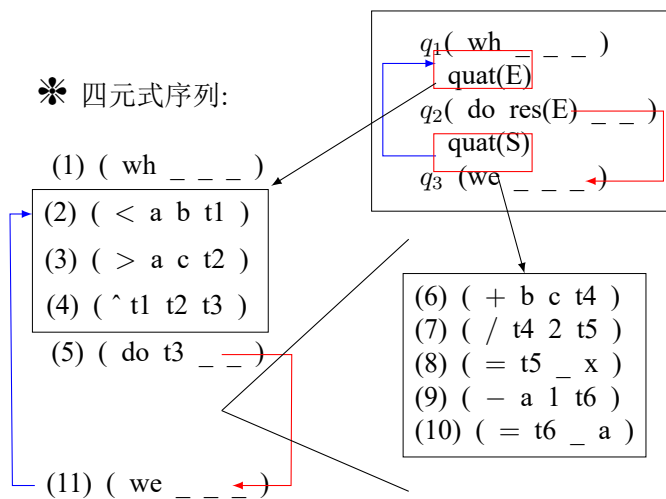 ❉ 四元式序列:
(1) ( wh _ _ _ )
(2) ( < a b t1 )
(3) ( > a c t2 )
(4) ( ˆ t1 t2 t3 )
(5) ( do t3 _ _ )
(11) ( we _ _ _ )
q1( wh _ _ _ )
quat(E)
q2( do res(E) _ _ )
quat(S)
q3 (we _ _ _ )
(6) ( + b c t4 )
(7) ( / t4 2 t5 )
(8) ( = t5 _ x )
(9) ( − a 1 t6 )
(10) ( = t6 _ a )